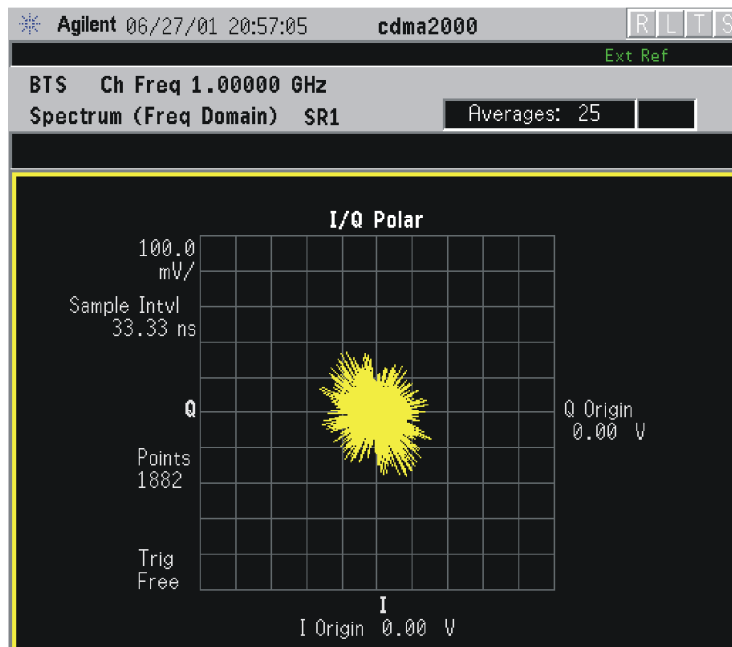 Agilent 06/27/01 20:57:05 cdma2000 R L T S
Ext Ref
BTS Ch Freq 1.00000 GHz
Spectrum (Freq Domain) SR1 Averages: 25
I/Q Polar
100.0
mV/
Sample Intvl
33.33 ns
Q
Q Origin
0.00 V
Points
1882
Trig
Free
I
I Origin 0.00 V